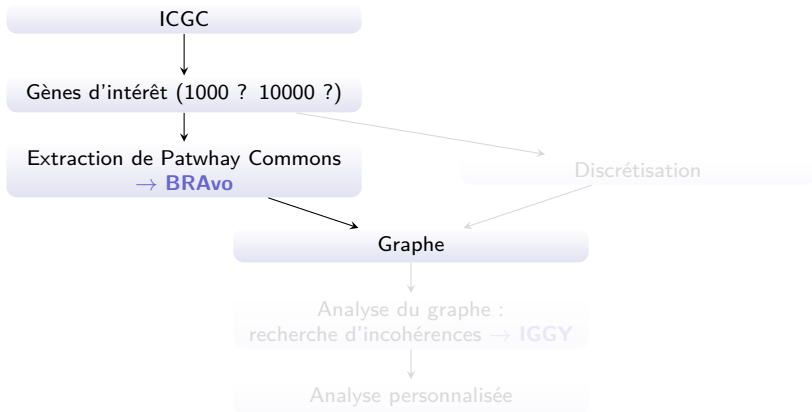 ICGC
Gènes d'intérêt (1000 ? 10000 ?)
Extraction de Patwhay Commons
→ BRAvo
Discrétisation
Graphe
Analyse du graphe :
recherche d'incohérences → IGGY
Analyse personnalisée